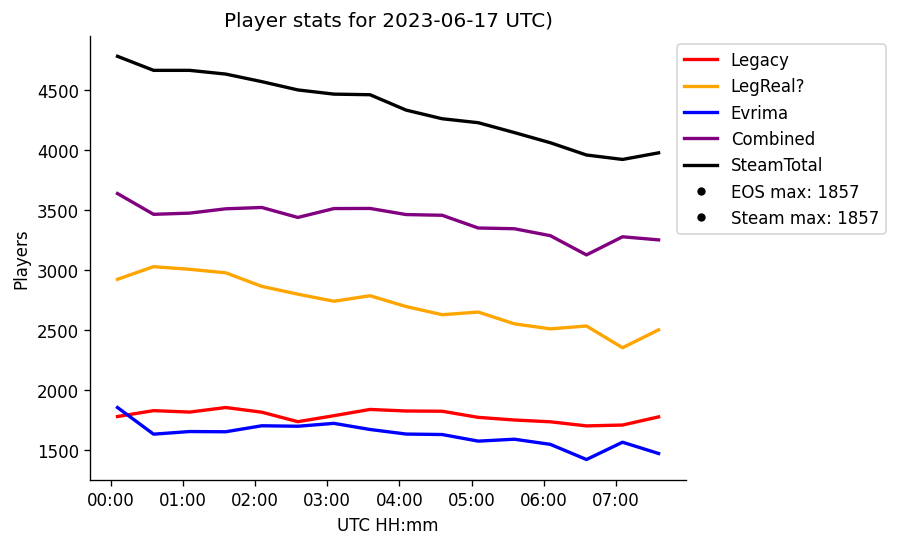 Player stats for 2023-06-17 UTC)
Legacy
LegReal?
Evrima
Combined
SteamTotal
EOS max: 1857
Steam max: 1857
Players
4500
4000
3500
3000
2500
2000
1500
00:00 01:00 02:00 03:00 04:00 05:00 06:00 07:00
UTC HH:mm